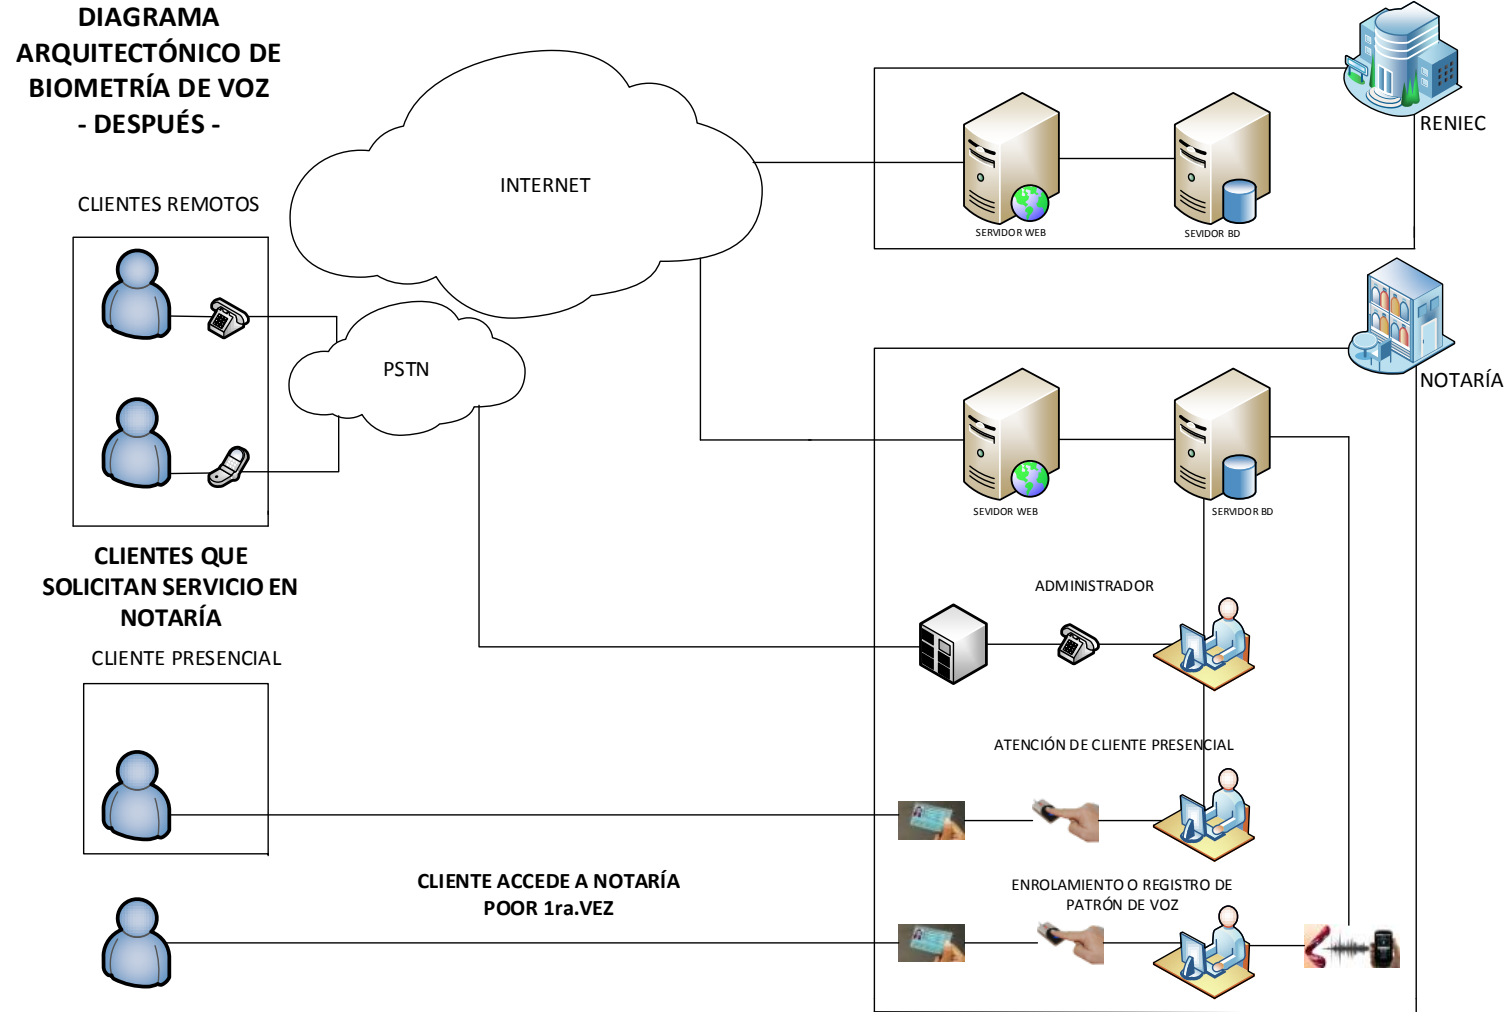 DIAGRAMA
ARQUITECTÓNICO DE
BIOMETRÍA DE VOZ
- DESPUÉS -
RENIEC
INTERNET
CLIENTES REMOTOS
SERVIDOR WEB
SEVIDOR BD
PSTN
NOTARÍA
SEVIDOR WEB
SERVIDOR BD
CLIENTES QUE
SOLICITAN SERVICIO EN
NOTARÍA
ADMINISTRADOR
CLIENTE PRESENCIAL
ATENCIÓN DE CLIENTE PRESENCIAL
CLIENTE ACCEDE A NOTARÍA
POOR 1ra.VEZ
ENROLAMIENTO O REGISTRO DE
PATRÓN DE VOZ